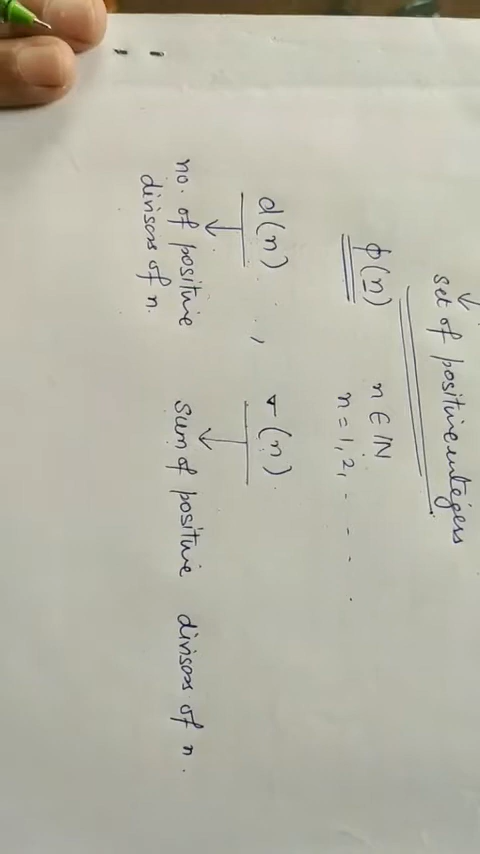 set of positive integers
ϕ(n) n ∈ ℕ
n = 1, 2, - - - .
d(n) , σ(n).
no. of positive divisors of n.
sum of positive divisors of n.